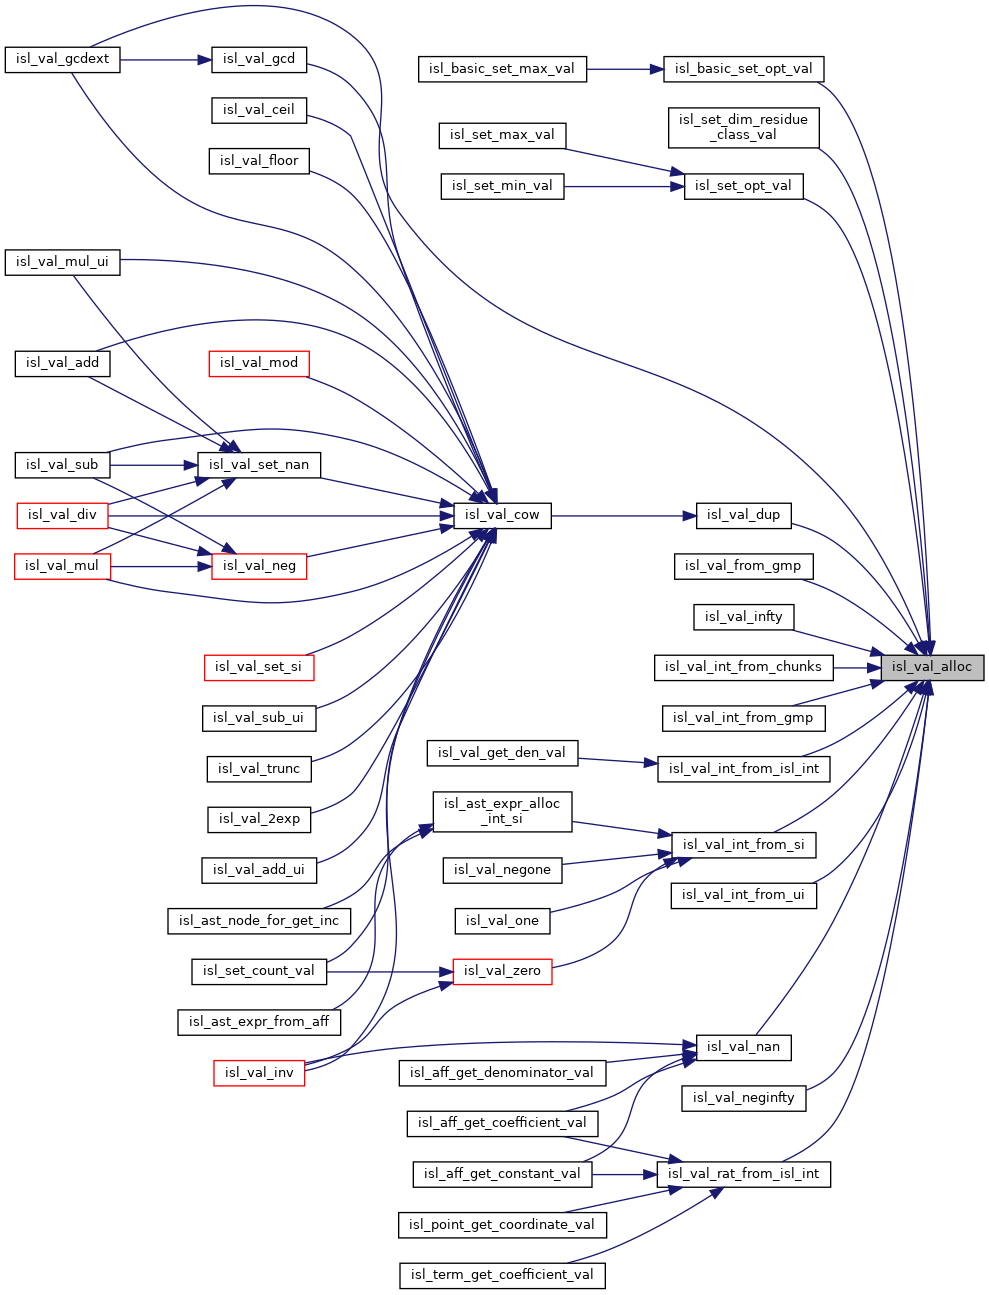 isl_val_gcdext
isl_val_gcd
isl_val_ceil
isl_val_floor
isl_val_mul_ui
isl_val_add
isl_val_mod
isl_val_sub
isl_val_set_nan
isl_val_div
isl_val_mul
isl_val_neg
isl_val_set_si
isl_val_sub_ui
isl_val_trunc
isl_val_2exp
isl_val_add_ui
isl_ast_node_for_get_inc
isl_set_count_val
isl_ast_expr_from_aff
isl_val_inv
isl_basic_set_max_val
isl_set_max_val
isl_set_min_val
isl_val_cow
isl_val_get_den_val
isl_ast_expr_alloc
_int_si
isl_val_negone
isl_val_one
isl_val_zero
isl_aff_get_denominator_val
isl_aff_get_coefficient_val
isl_aff_get_constant_val
isl_point_get_coordinate_val
isl_term_get_coefficient_val
isl_basic_set_opt_val
isl_set_dim_residue
_class_val
isl_set_opt_val
isl_val_dup
isl_val_from_gmp
isl_val_infty
isl_val_int_from_chunks
isl_val_int_from_gmp
isl_val_int_from_isl_int
isl_val_int_from_si
isl_val_int_from_ui
isl_val_nan
isl_val_neginfty
isl_val_rat_from_isl_int
isl_val_alloc